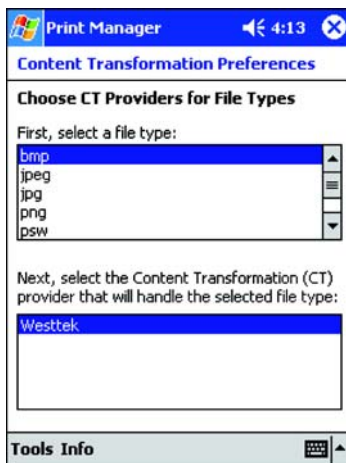 Print Manager 4:13
Content Transformation Preferences
Choose CT Providers for File Types
First, select a file type:
bmp
jpeg
jpg
png
psw
Next, select the Content Transformation (CT)
provider that will handle the selected file type:
Westtek
Tools Info